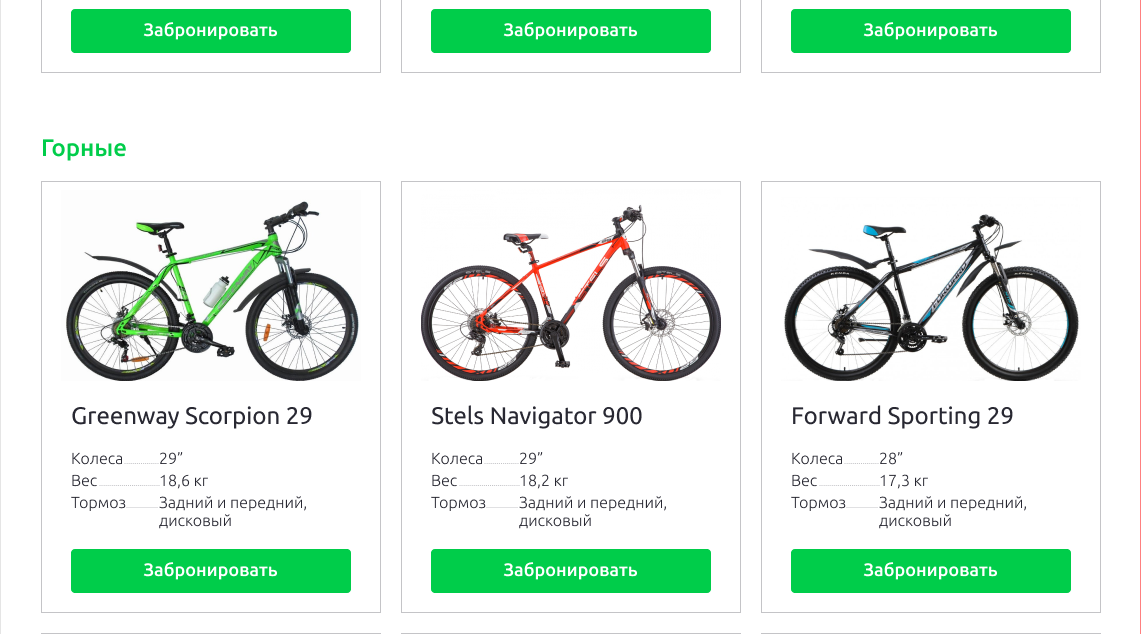 Забронировать Забронировать Забронировать
Горные
Greenway Scorpion 29
Колеса 29”
Вес 18,6 кг
Тормоз Задний и передний,
дисковый
Забронировать
Stels Navigator 900
Колеса 29”
Вес 18,2 кг
Тормоз Задний и передний,
дисковый
Забронировать
Forward Sporting 29
Колеса 28”
Вес 17,3 кг
Тормоз Задний и передний,
дисковый
Забронировать